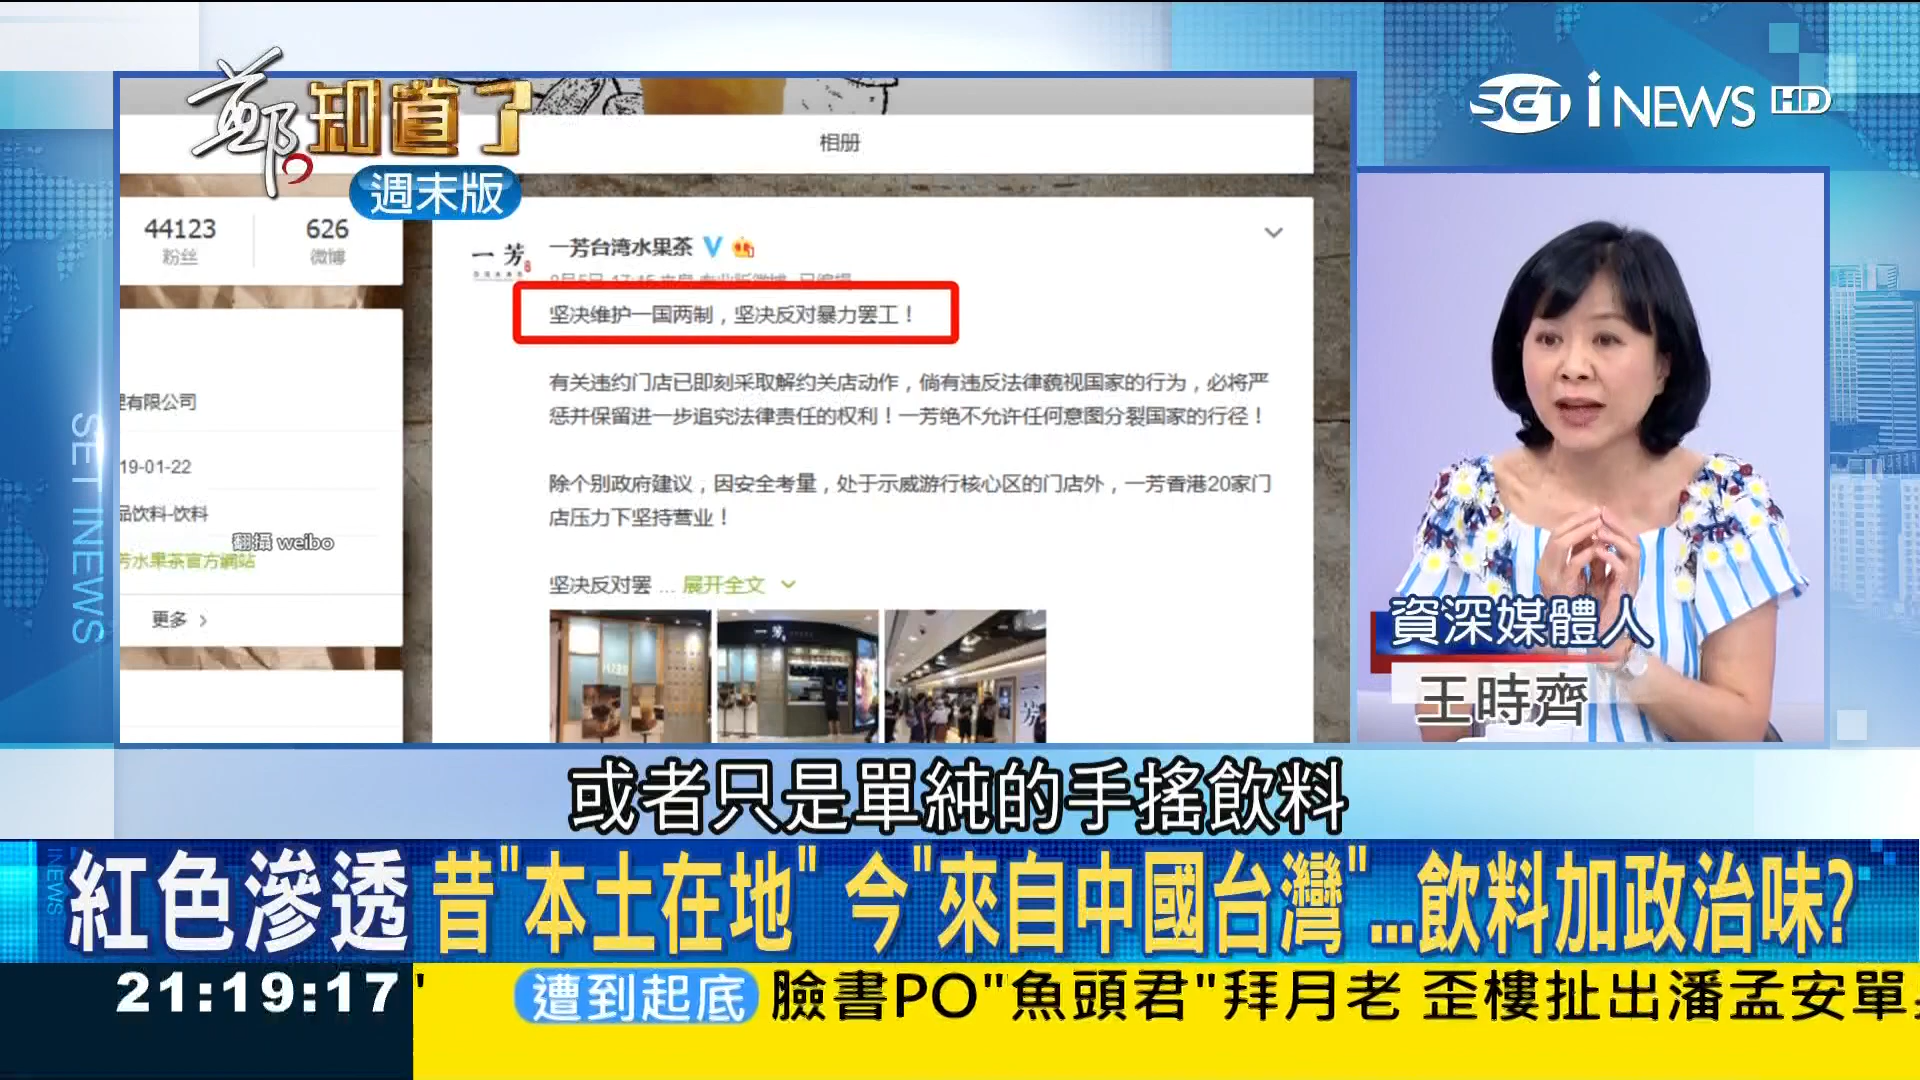 鄭知道了
週末版
SET iNEWS HD
相册
44123
粉丝
626
微博
一芳
一芳台湾水果茶
坚决维护一国两制，坚决反对暴力罢工！
有关违约门店已即刻采取解约关店动作，倘有违反法律藐视国家的行为，必将严
惩并保留进一步追究法律责任的权利！一芳绝不允许任何意图分裂国家的行径！
除个别政府建议，因安全考量，处于示威游行核心区的门店外，一芳香港20家门
店压力下坚持营业！
坚决反对罢 ... 展开全文
理有限公司
19-01-22
品饮料-饮料
翻攝 weibo
芳水果茶官方網站
更多
SET INEWS
資深媒體人
王時齊
或者只是單純的手搖飲料
INEWS
紅色滲透 昔"本土在地" 今"來自中國台灣"...飲料加政治味?
21:19:17
遭到起底 臉書PO"魚頭君"拜月老 歪樓扯出潘孟安單